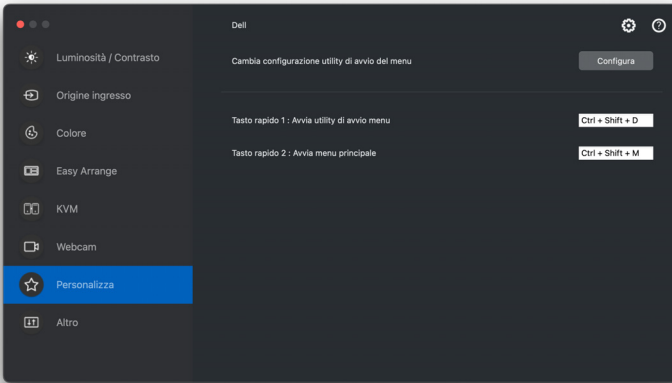 Dell
Luminosità / Contrasto
Cambia configurazione utility di avvio del menu
Configura
Origine ingresso
Tasto rapido 1 : Avvia utility di avvio menu
Ctrl + Shift + D
Colore
Tasto rapido 2 : Avvia menu principale
Ctrl + Shift + M
Easy Arrange
KVM
Webcam
Personalizza
Altro